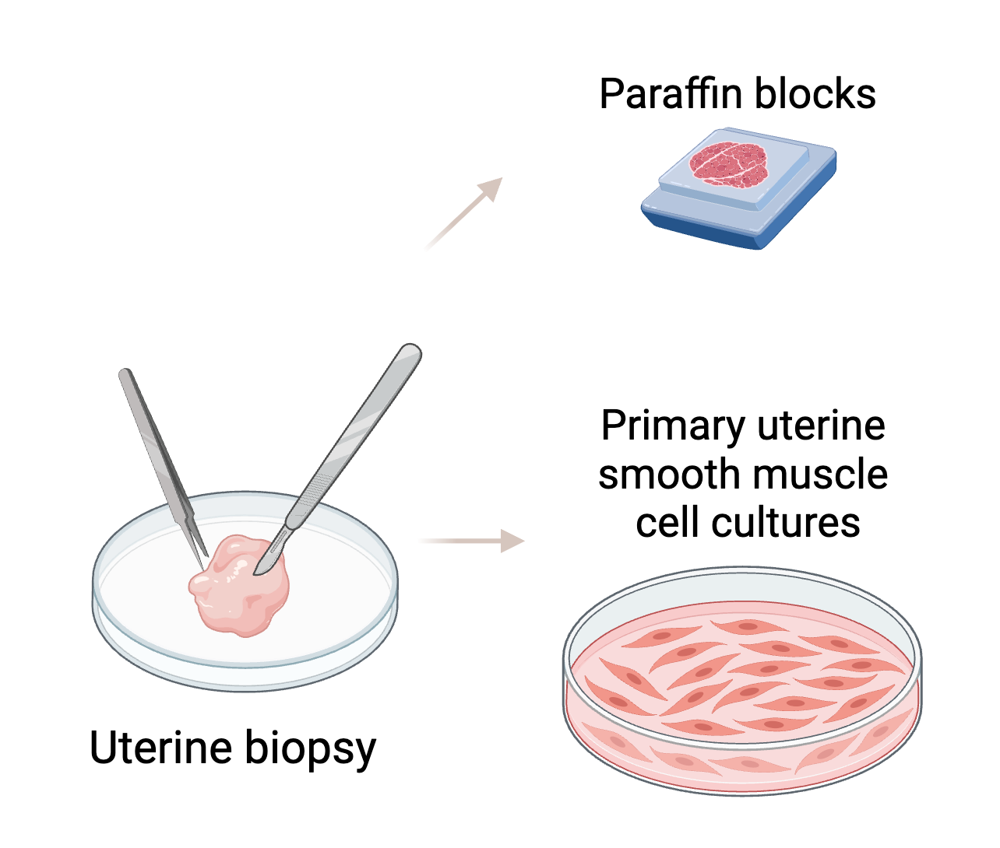 Paraffin blocks
Primary uterine
smooth muscle
cell cultures
Uterine biopsy